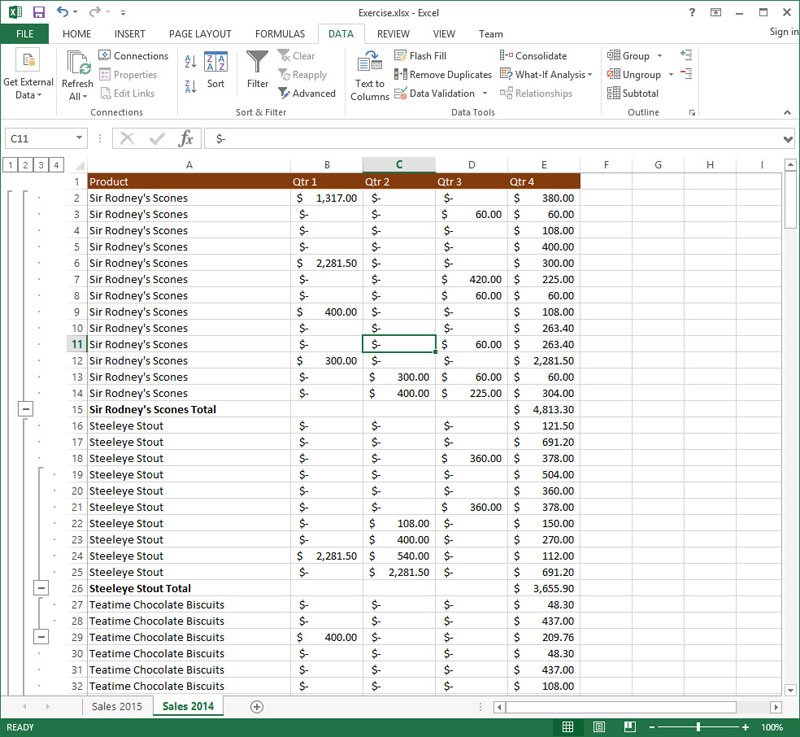 Exercise.xlsx - Excel
?
Sign in
FILE HOME INSERT PAGE LAYOUT FORMULAS DATA REVIEW VIEW Team
Get External Data
Refresh All
Connections
Properties
Edit Links
Connections
Sort
Filter
Clear
Reapply
Advanced
Sort & Filter
Text to Columns
Flash Fill
Remove Duplicates
Data Validation
Consolidate
What-If Analysis
Relationships
Data Tools
Group
Ungroup
Subtotal
Outline
C11 fx $-
1 2 3 4 A B C D E F G H I
1 Product Qtr 1 Qtr 2 Qtr 3 Qtr 4
2 Sir Rodney's Scones $ 1,317.00 $- $- $ 380.00
3 Sir Rodney's Scones $- $- $ 60.00 $ 60.00
4 Sir Rodney's Scones $- $- $- $ 108.00
5 Sir Rodney's Scones $- $- $- $ 400.00
6 Sir Rodney's Scones $ 2,281.50 $- $- $ 300.00
7 Sir Rodney's Scones $- $- $ 420.00 $ 225.00
8 Sir Rodney's Scones $- $- $ 60.00 $ 60.00
9 Sir Rodney's Scones $ 400.00 $- $- $ 108.00
10 Sir Rodney's Scones $- $- $- $ 263.40
11 Sir Rodney's Scones $- $- $ 60.00 $ 263.40
12 Sir Rodney's Scones $ 300.00 $- $- $ 2,281.50
13 Sir Rodney's Scones $- $ 300.00 $ 60.00 $ 60.00
14 Sir Rodney's Scones $- $ 400.00 $ 225.00 $ 304.00
15 Sir Rodney's Scones Total $ 4,813.30
16 Steeleye Stout $- $- $- $ 121.50
17 Steeleye Stout $- $- $- $ 691.20
18 Steeleye Stout $- $- $ 360.00 $ 378.00
19 Steeleye Stout $- $- $- $ 504.00
20 Steeleye Stout $- $- $- $ 360.00
21 Steeleye Stout $- $- $ 360.00 $ 378.00
22 Steeleye Stout $- $ 108.00 $- $ 150.00
23 Steeleye Stout $- $ 400.00 $- $ 270.00
24 Steeleye Stout $ 2,281.50 $ 540.00 $- $ 112.00
25 Steeleye Stout $- $ 2,281.50 $- $ 691.20
26 Steeleye Stout Total $ 3,655.90
27 Teatime Chocolate Biscuits $- $- $- $ 48.30
28 Teatime Chocolate Biscuits $- $- $- $ 437.00
29 Teatime Chocolate Biscuits $ 400.00 $- $- $ 209.76
30 Teatime Chocolate Biscuits $- $- $- $ 48.30
31 Teatime Chocolate Biscuits $- $- $- $ 437.00
32 Teatime Chocolate Biscuits $- $- $- $ 108.00
Sales 2015 Sales 2014
READY 100%